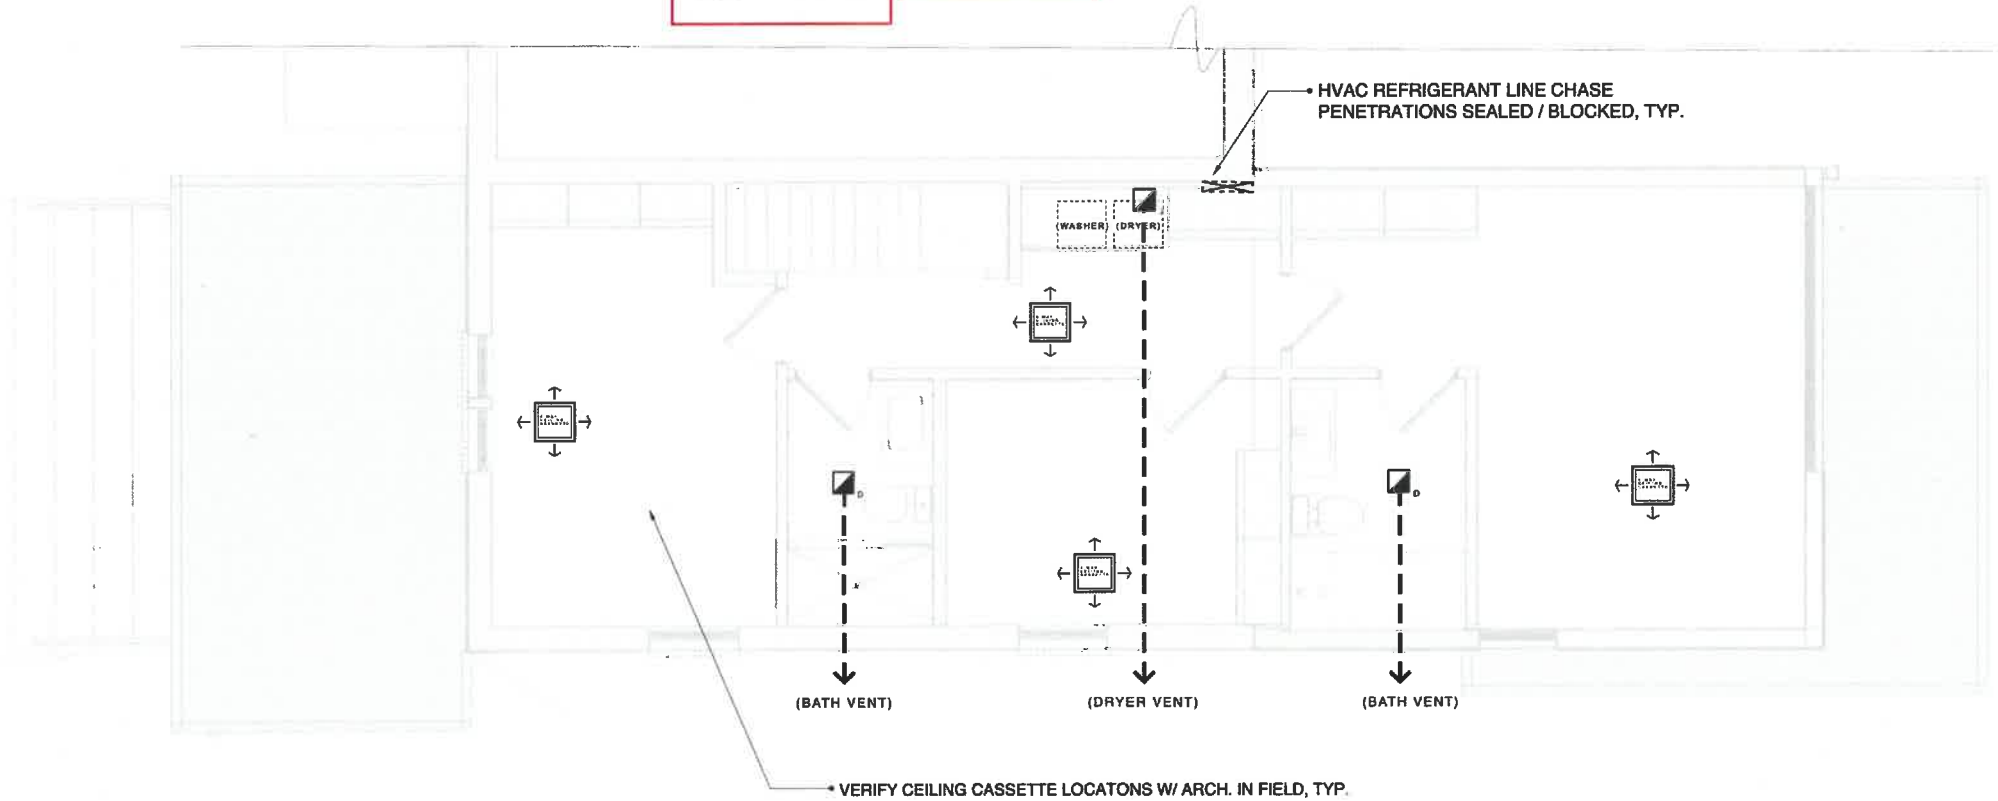 HVAC REFRIGERANT LINE CHASE
PENETRATIONS SEALED / BLOCKED, TYP.
(WASHER) (DRYER)
D
D
(BATH VENT) (DRYER VENT) (BATH VENT)
VERIFY CEILING CASSETTE LOCATONS W/ ARCH. IN FIELD, TYP.